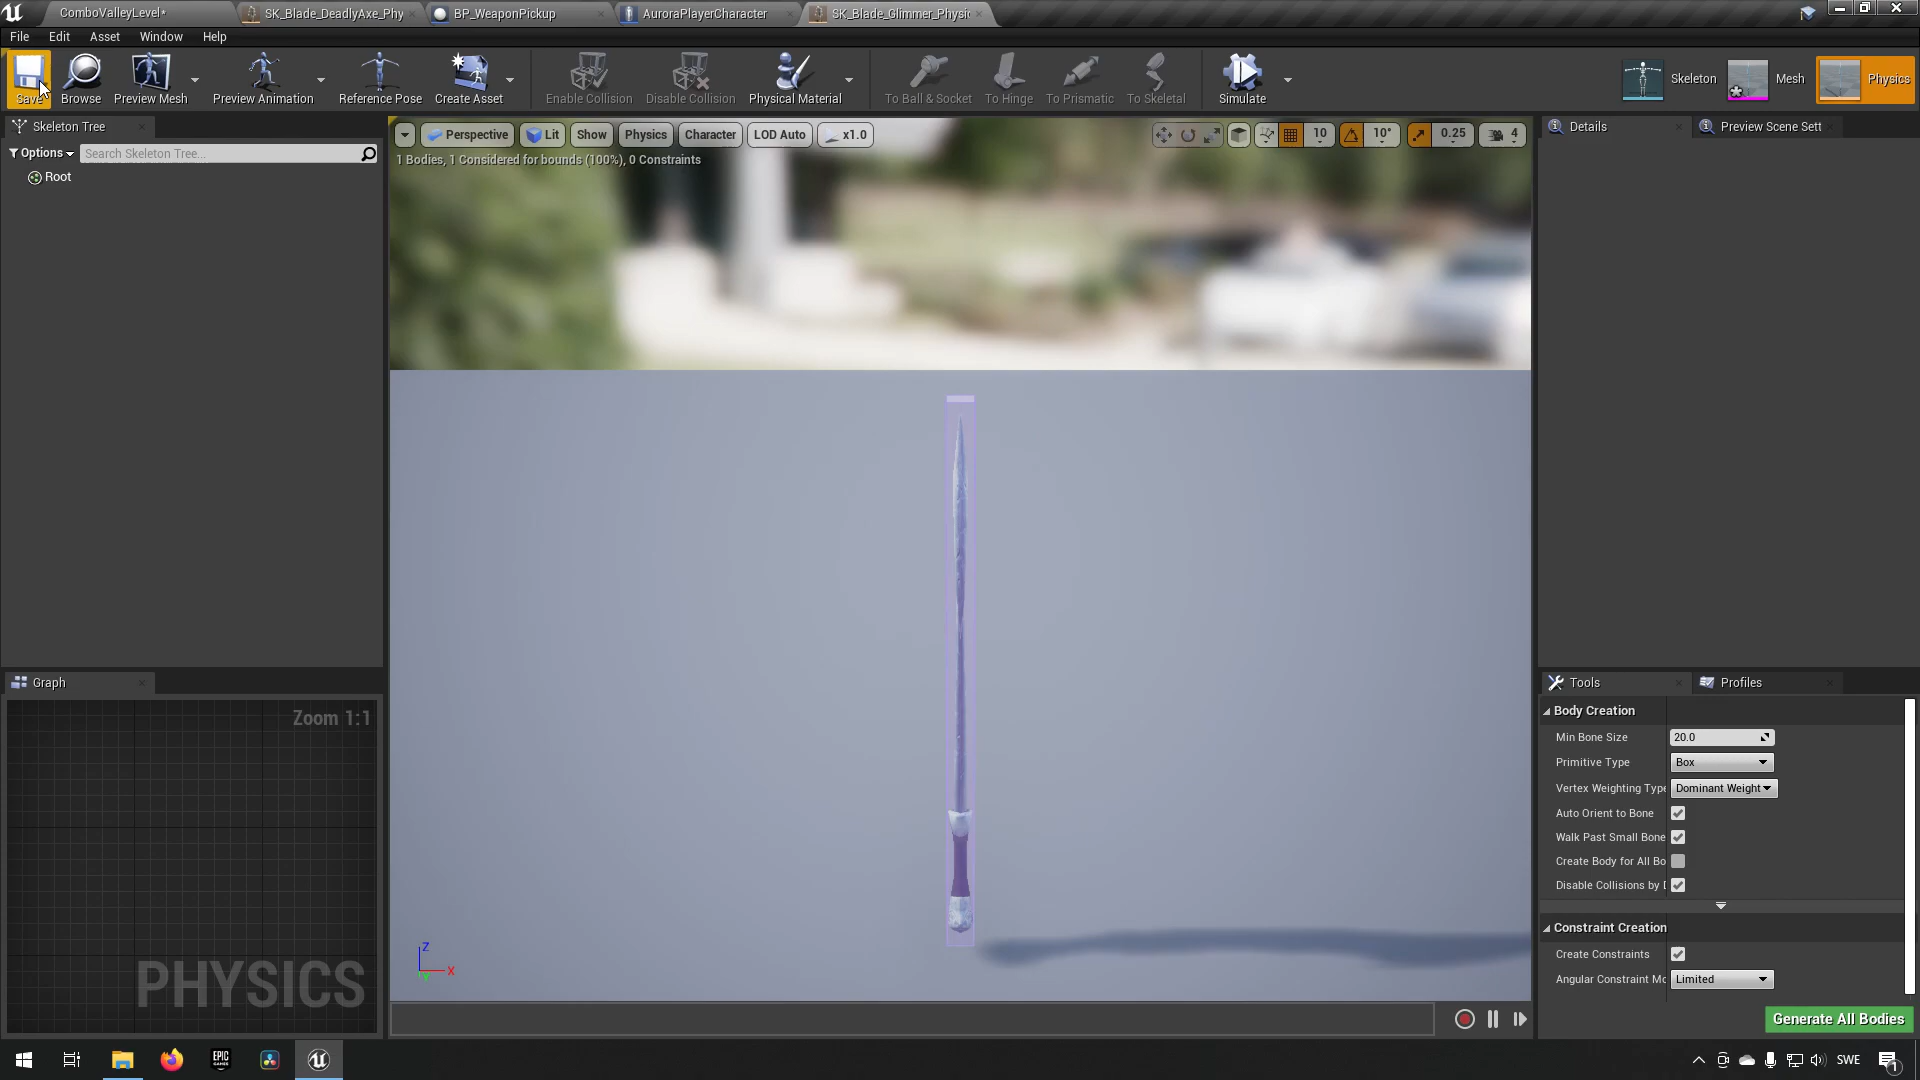 ComboValleyLevel*
SK_Blade_DeadlyAxe_Phy
BP_WeaponPickup
AuroraPlayerCharacter
SK_Blade_Glimmer_Physic
File
Edit
Asset
Window
Help
Save
Browse
Preview Mesh
Preview Animation
Reference Pose
Create Asset
Enable Collision
Disable Collision
Physical Material
To Ball & Socket
To Hinge
To Prismatic
To Skeletal
Simulate
Skeleton
Mesh
Physics
Skeleton Tree
Options
Search Skeleton Tree...
Root
Perspective
Lit
Show
Physics
Character
LOD Auto
x1.0
10
10°
0.25
4
1 Bodies, 1 Considered for bounds (100%), 0 Constraints
Details
Preview Scene Sett
Z
X
Y
Graph
Zoom 1:1
PHYSICS
Tools
Profiles
Body Creation
Min Bone Size
20.0
Primitive Type
Box
Vertex Weighting Type
Dominant Weight
Auto Orient to Bone
Walk Past Small Bone
Create Body for All Bo
Disable Collisions by D
Constraint Creation
Create Constraints
Angular Constraint Mo
Limited
Generate All Bodies
EPIC
GAMES
SWE
1